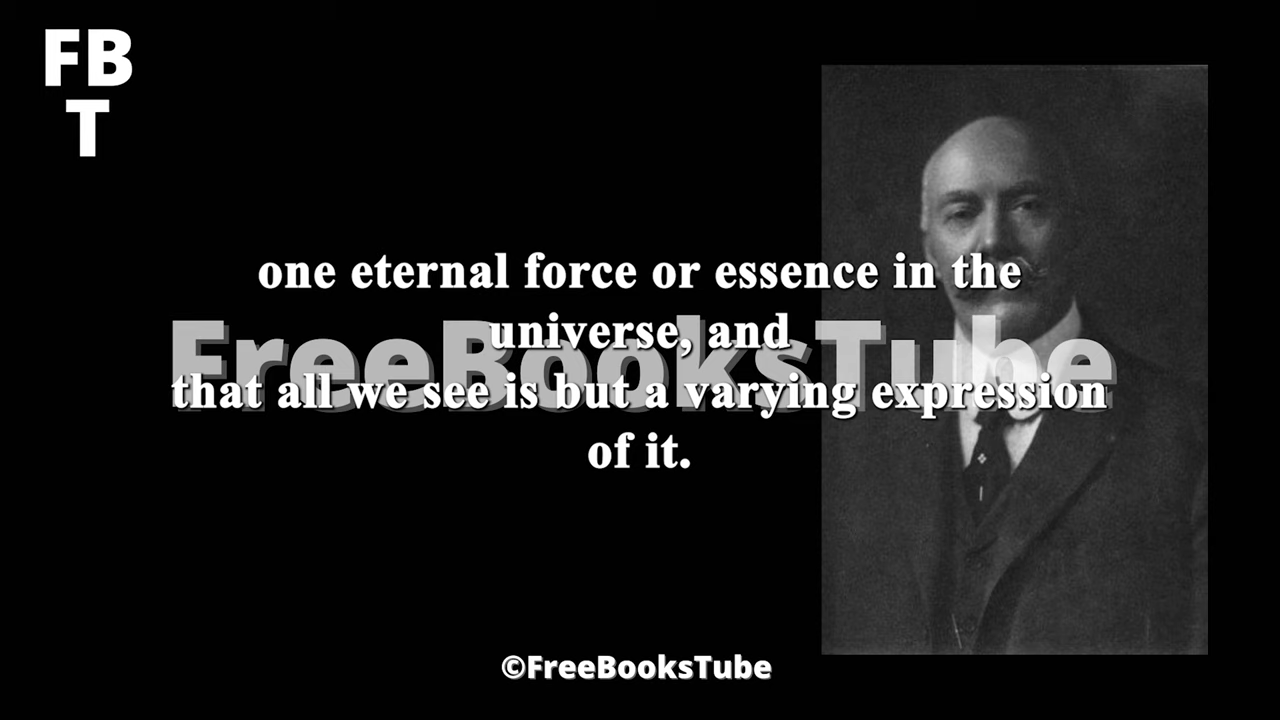 FB
T
one eternal force or essence in the
universe, and
FreeBooksTube
that all we see is but a varying expression
of it.
©FreeBooksTube